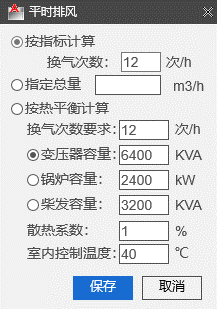 平时排风
按指标计算
换气次数： 12 次/h
指定总量 m3/h
按热平衡计算
换气次数要求: 12 次/h
变压器容量: 6400 KVA
锅炉容量: 2400 kW
柴发容量: 3200 KVA
散热系数: 1 %
室内控制温度: 40 ℃
保存 取消